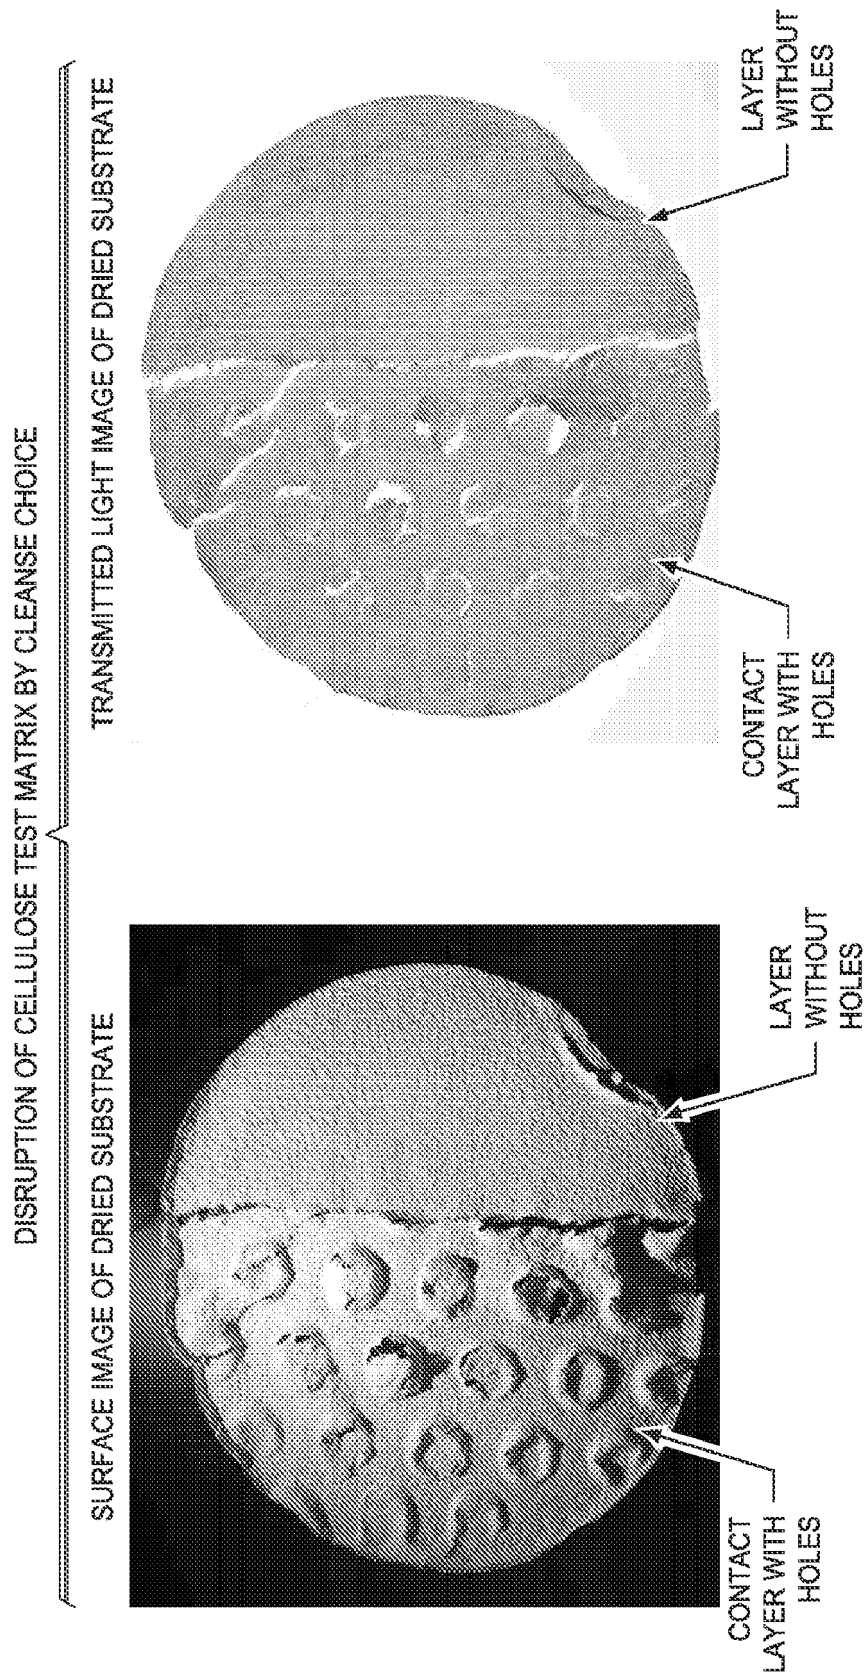 DISRUPTION OF CELLULOSE TEST MATRIX BY CLEANSE CHOICE
SURFACE IMAGE OF DRIED SUBSTRATE
TRANSMITTED LIGHT IMAGE OF DRIED SUBSTRATE
CONTACT
LAYER WITH
HOLES
LAYER
WITHOUT
HOLES
CONTACT
LAYER WITH
HOLES
LAYER
WITHOUT
HOLES